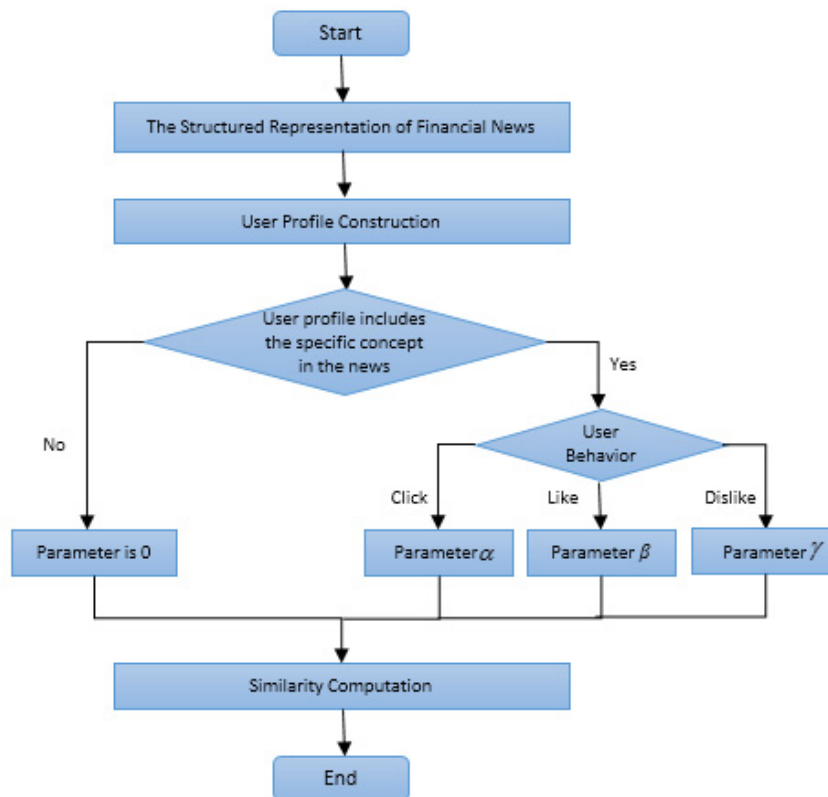 Start
The Structured Representation of Financial News
User Profile Construction
User profile includes
the specific concept
in the news
Yes
No
User
Behavior
Click
Like
Dislike
Parameter is 0
Parameter α
Parameter β
Parameter γ
Similarity Computation
End